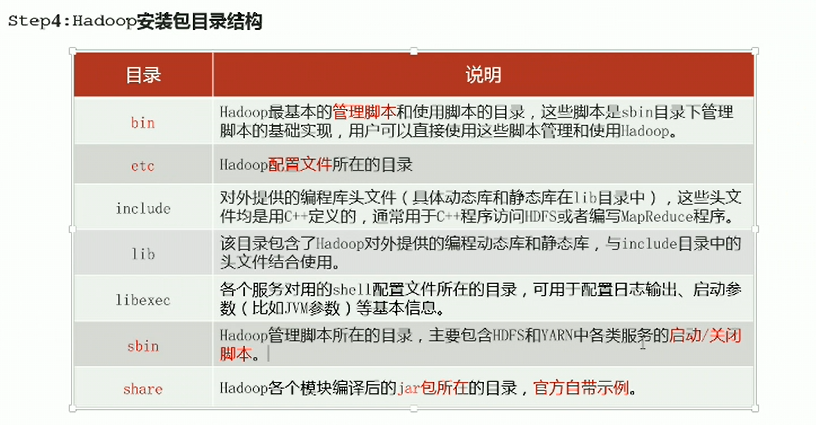 Step4:Hadoop安装包目录结构
目录 说明
bin
Hadoop最基本的管理脚本和使用脚本的目录，这些脚本是sbin目录下管理
脚本的基础实现，用户可以直接使用这些脚本管理和使用Hadoop。
etc
Hadoop配置文件所在的目录
include
对外提供的编程库头文件（具体动态库和静态库在lib目录中），这些头文
件均是用C++定义的，通常用于C++程序访问HDFS或者编写MapReduce程序。
lib
该目录包含了Hadoop对外提供的编程动态库和静态库，与include目录中的
头文件结合使用。
libexec
各个服务对用的shell配置文件所在的目录，可用于配置日志输出、启动参
数（比如JVM参数）等基本信息。
sbin
Hadoop管理脚本所在的目录，主要包含HDFS和YARN中各类服务的启动/关闭
脚本。
share
Hadoop各个模块编译后的jar包所在的目录，官方自带示例。